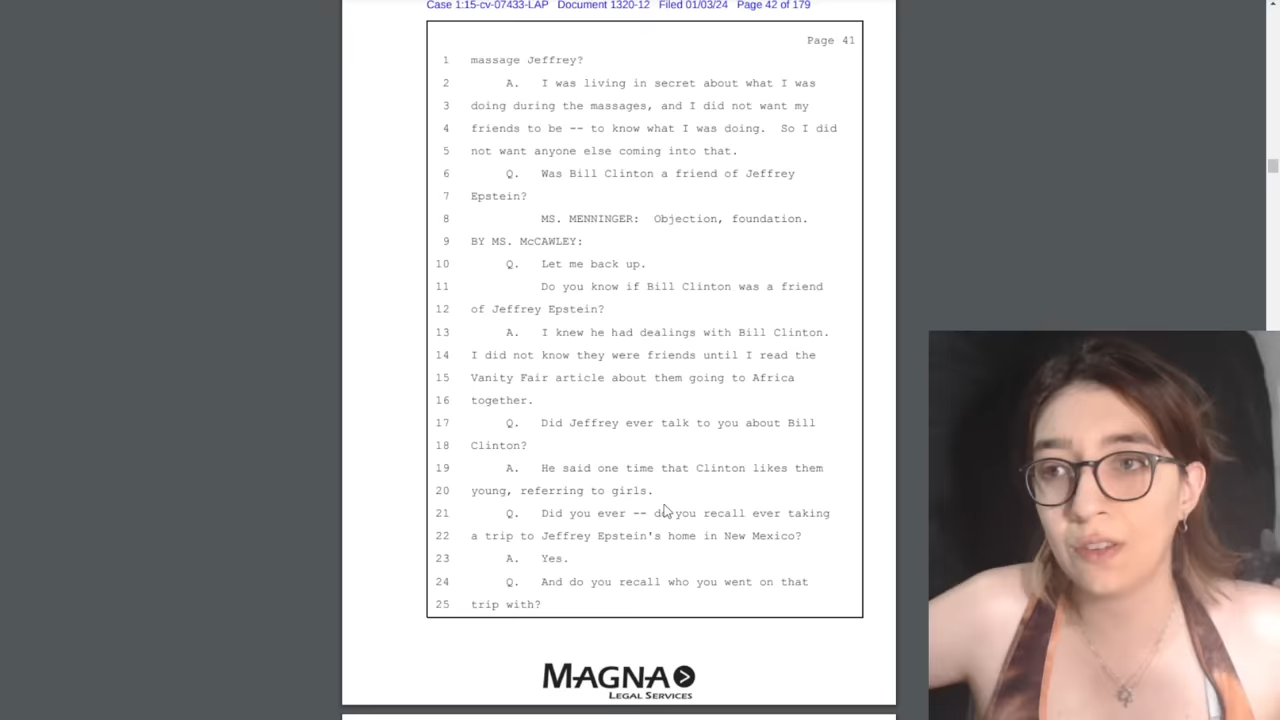 Case 1:15-cv-07433-LAP Document 1320-12 Filed 01/03/24 Page 42 of 179
Page 41
1 massage Jeffrey?
2 A. I was living in secret about what I was
3 doing during the massages, and I did not want my
4 friends to be -- to know what I was doing. So I did
5 not want anyone else coming into that.
6 Q. Was Bill Clinton a friend of Jeffrey
7 Epstein?
8 MS. MENNINGER: Objection, foundation.
9 BY MS. McCAWLEY:
10 Q. Let me back up.
11 Do you know if Bill Clinton was a friend
12 of Jeffrey Epstein?
13 A. I knew he had dealings with Bill Clinton.
14 I did not know they were friends until I read the
15 Vanity Fair article about them going to Africa
16 together.
17 Q. Did Jeffrey ever talk to you about Bill
18 Clinton?
19 A. He said one time that Clinton likes them
20 young, referring to girls.
21 Q. Did you ever -- do you recall ever taking
22 a trip to Jeffrey Epstein's home in New Mexico?
23 A. Yes.
24 Q. And do you recall who you went on that
25 trip with?
MAGNA
LEGAL SERVICES